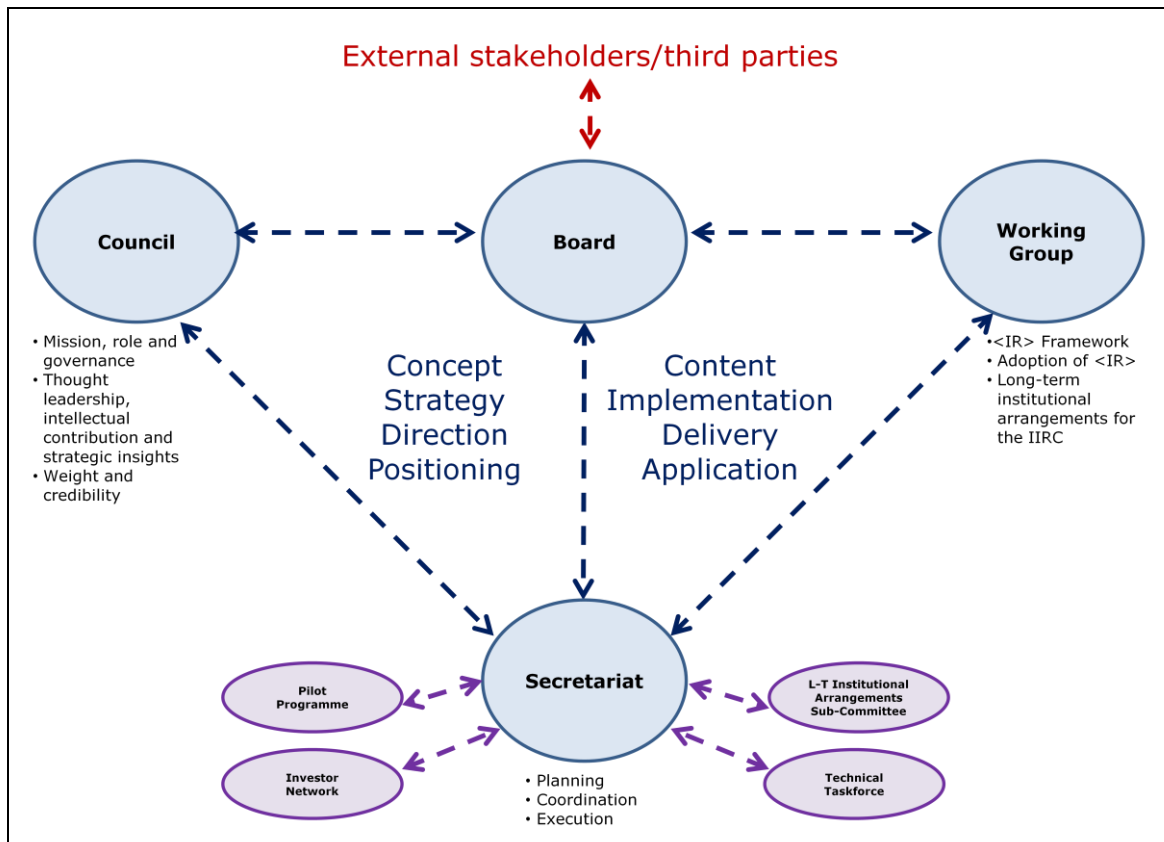 External stakeholders/third parties
Council
Board
Working
Group
• Mission, role and
governance
• Thought
leadership,
intellectual
contribution and
strategic insights
• Weight and
credibility
Concept
Strategy
Direction
Positioning
Content
Implementation
Delivery
Application
•<IR> Framework
• Adoption of <IR>
• Long-term
institutional
arrangements for
the IIRC
Secretariat
Pilot
Programme
Investor
Network
L-T Institutional
Arrangements
Sub-Committee
Technical
Taskforce
• Planning
• Coordination
• Execution